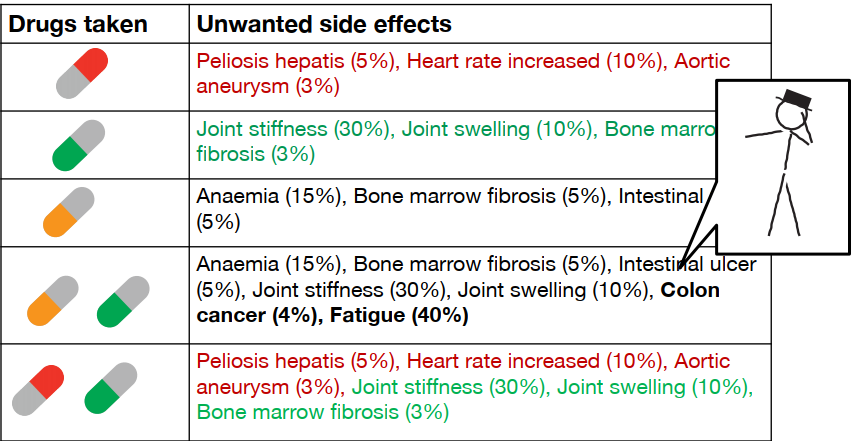 Drugs taken
Unwanted side effects
Peliosis hepatis (5%), Heart rate increased (10%), Aortic
aneurysm (3%)
Joint stiffness (30%), Joint swelling (10%), Bone marro
fibrosis (3%)
Anaemia (15%), Bone marrow fibrosis (5%), Intestinal
(5%)
Anaemia (15%), Bone marrow fibrosis (5%), Intestinal ulcer
(5%), Joint stiffness (30%), Joint swelling (10%), Colon
cancer (4%), Fatigue (40%)
Peliosis hepatis (5%), Heart rate increased (10%), Aortic
aneurysm (3%), Joint stiffness (30%), Joint swelling (10%),
Bone marrow fibrosis (3%)